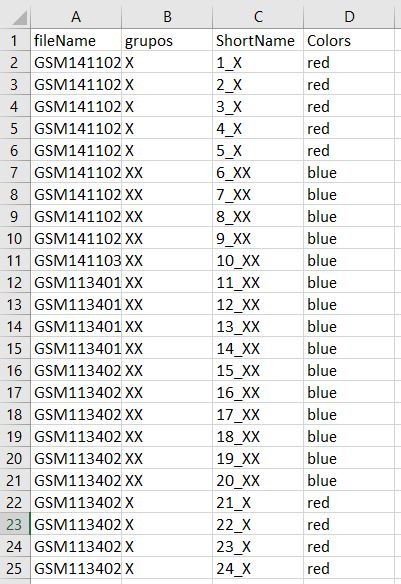 A B C D
1 fileName grupos ShortName Colors
2 GSM141102 X 1_X red
3 GSM141102 X 2_X red
4 GSM141102 X 3_X red
5 GSM141102 X 4_X red
6 GSM141102 X 5_X red
7 GSM141102 XX 6_XX blue
8 GSM141102 XX 7_XX blue
9 GSM141102 XX 8_XX blue
10 GSM141102 XX 9_XX blue
11 GSM141103 XX 10_XX blue
12 GSM113401 XX 11_XX blue
13 GSM113401 XX 12_XX blue
14 GSM113401 XX 13_XX blue
15 GSM113401 XX 14_XX blue
16 GSM113402 XX 15_XX blue
17 GSM113402 XX 16_XX blue
18 GSM113402 XX 17_XX blue
19 GSM113402 XX 18_XX blue
20 GSM113402 XX 19_XX blue
21 GSM113402 XX 20_XX blue
22 GSM113402 X 21_X red
23 GSM113402 X 22_X red
24 GSM113402 X 23_X red
25 GSM113402 X 24_X red